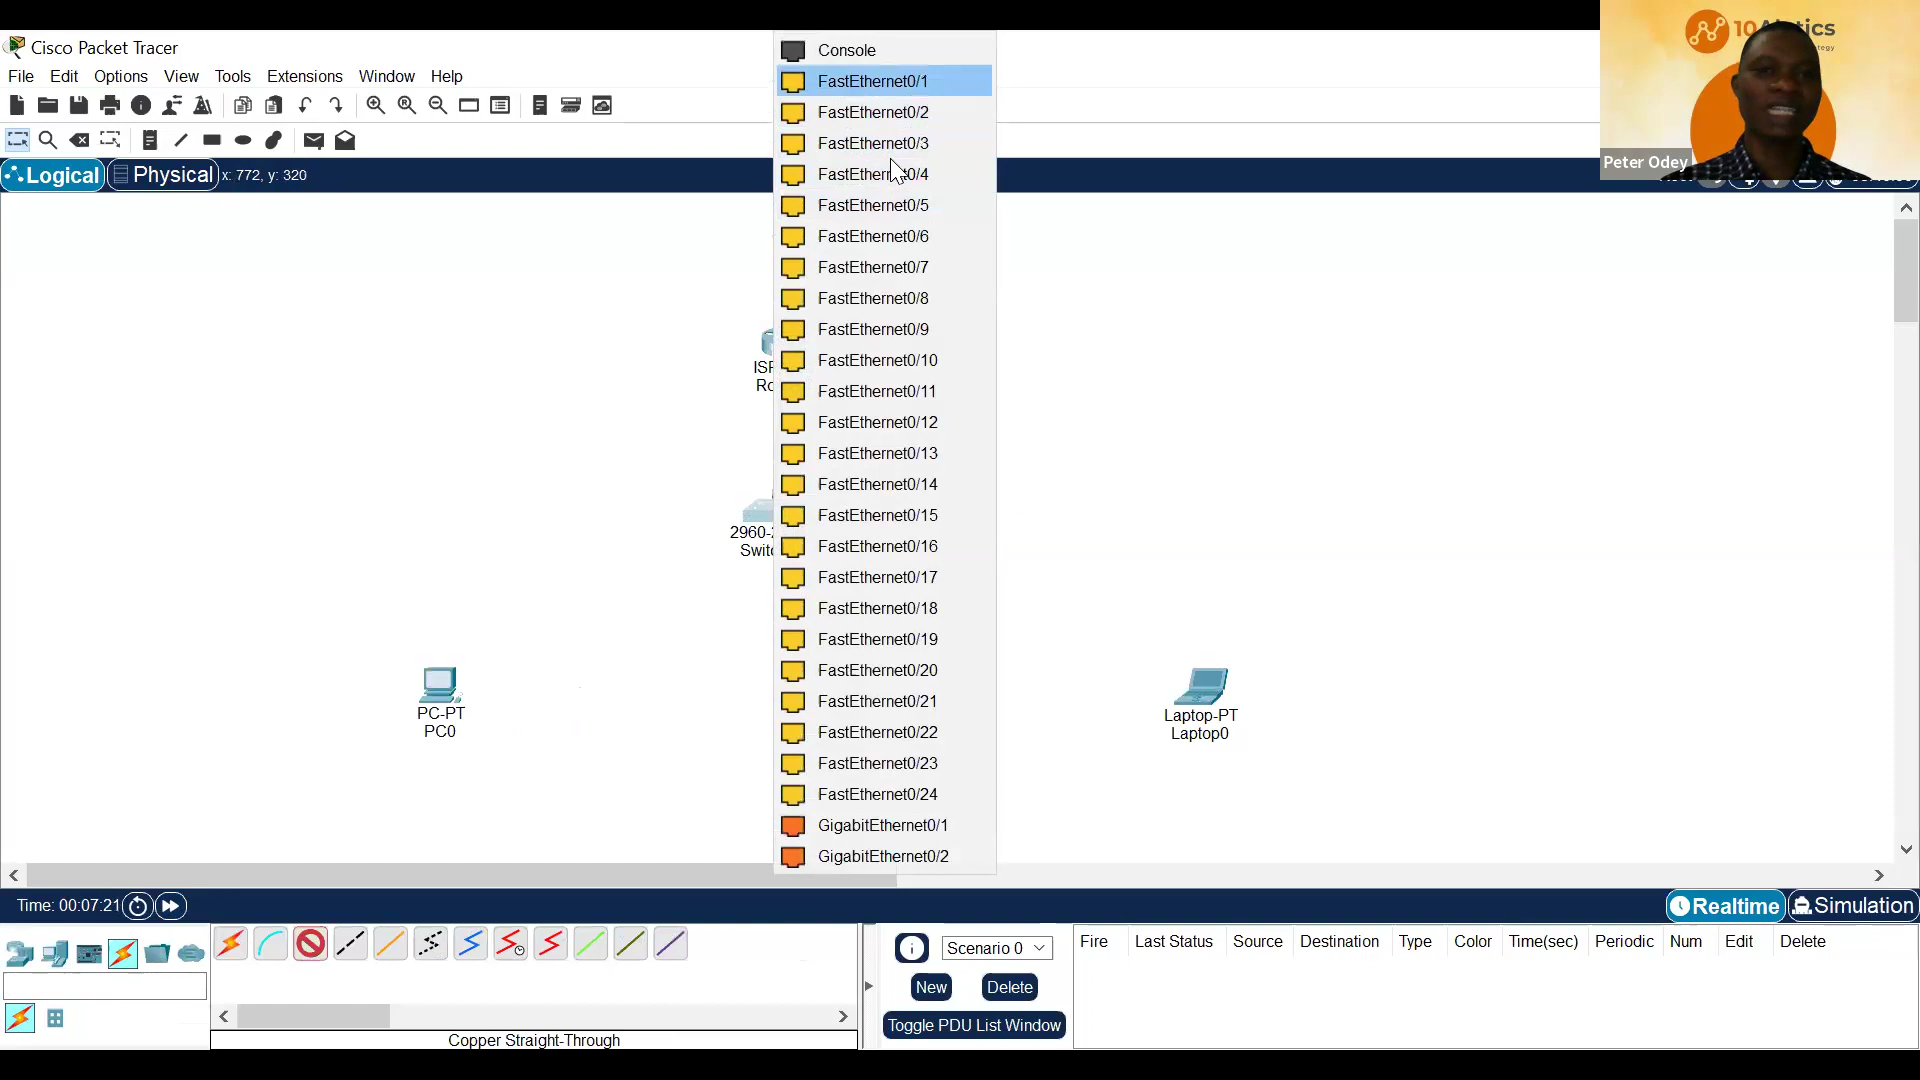 Cisco Packet Tracer
File Edit Options View Tools Extensions Window Help
Logical Physical x: 772, y: 320
Console
FastEthernet0/1
FastEthernet0/2
FastEthernet0/3
FastEthernet0/4
FastEthernet0/5
FastEthernet0/6
FastEthernet0/7
FastEthernet0/8
FastEthernet0/9
FastEthernet0/10
FastEthernet0/11
FastEthernet0/12
FastEthernet0/13
FastEthernet0/14
FastEthernet0/15
FastEthernet0/16
FastEthernet0/17
FastEthernet0/18
FastEthernet0/19
FastEthernet0/20
FastEthernet0/21
FastEthernet0/22
FastEthernet0/23
FastEthernet0/24
GigabitEthernet0/1
GigabitEthernet0/2
Peter Odey
PC-PT
PC0
Laptop-PT
Laptop0
Time: 00:07:21
Realtime Simulation
Scenario 0
New Delete
Toggle PDU List Window
Fire Last Status Source Destination Type Color Time(sec) Periodic Num Edit Delete
Copper Straight-Through